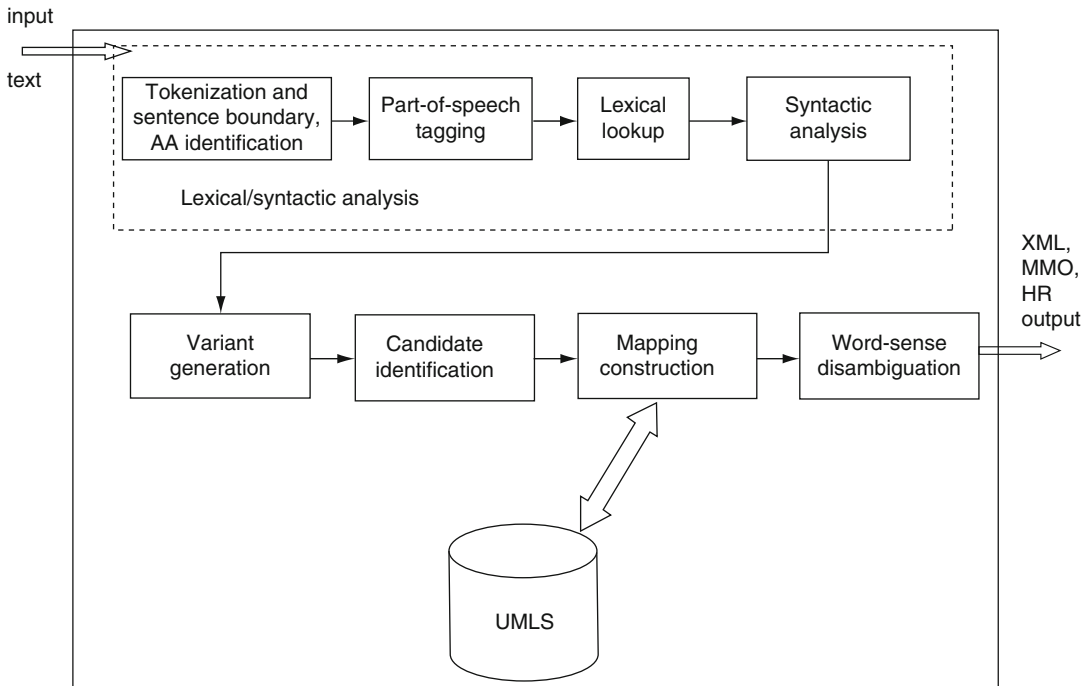 input
text
Tokenization and
sentence boundary,
AA identification
Part-of-speech
tagging
Lexical
lookup
Syntactic
analysis
Lexical/syntactic analysis
Variant
generation
Candidate
identification
Mapping
construction
Word-sense
disambiguation
XML,
MMO,
HR
output
UMLS